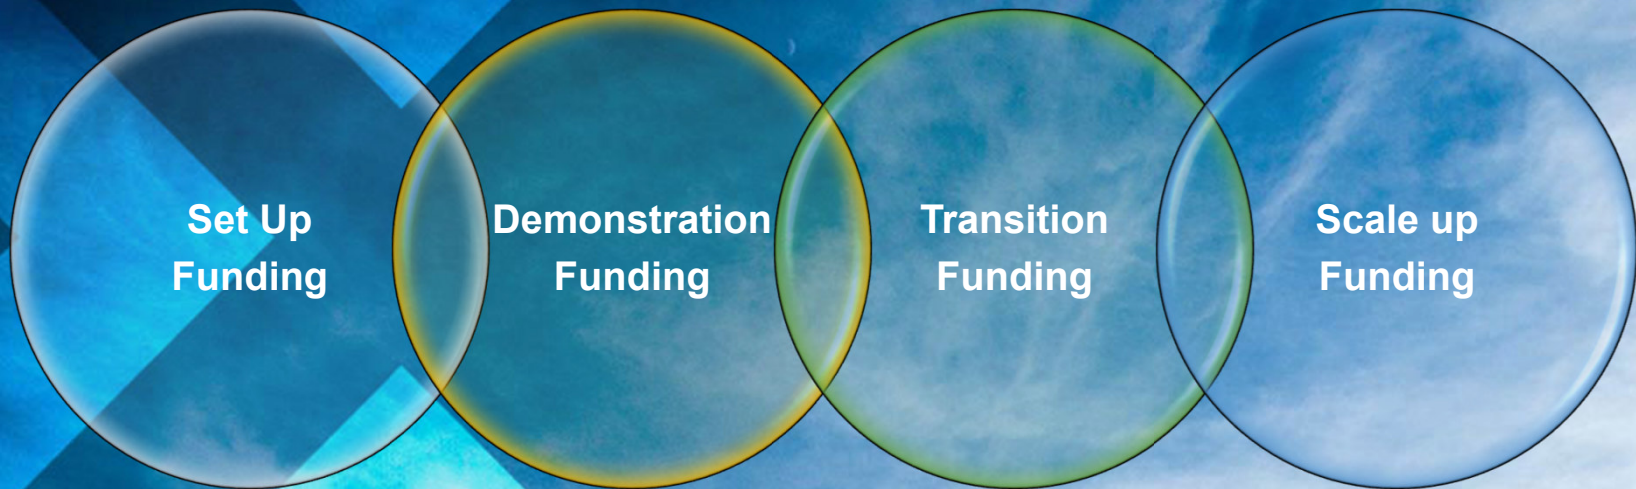 Set Up
Funding
Demonstration
Funding
Transition
Funding
Scale up
Funding